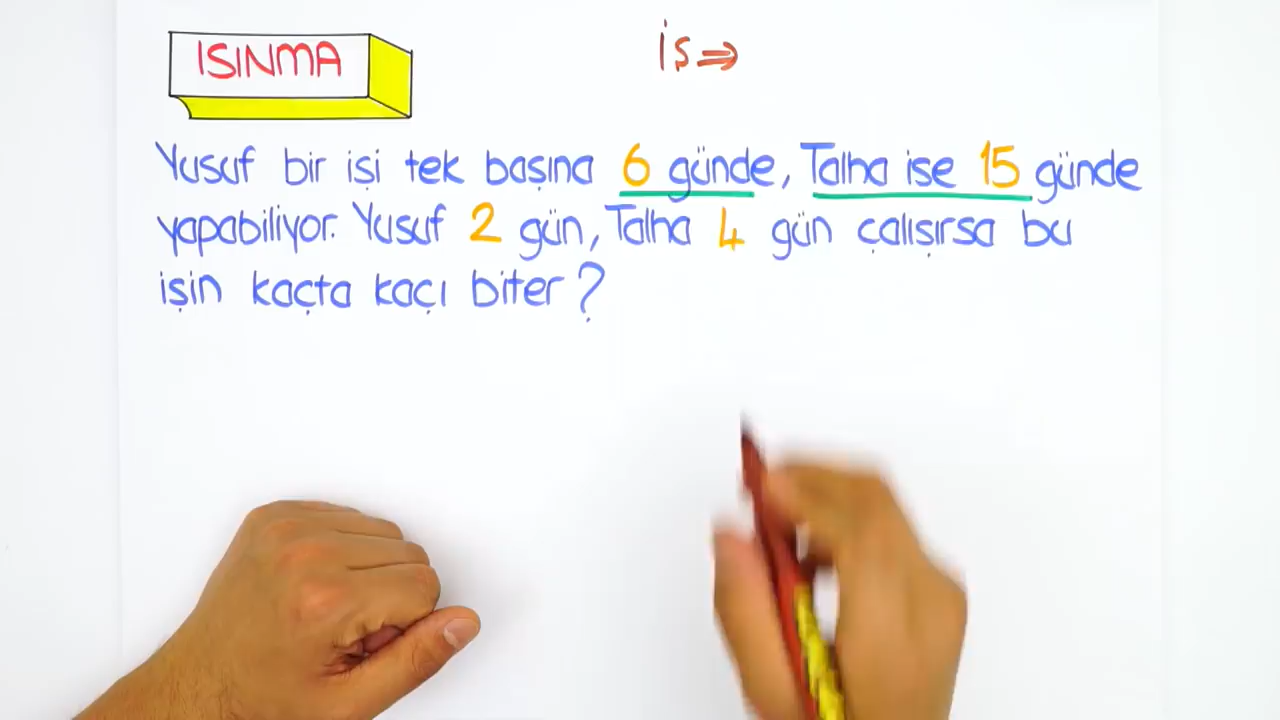 ISINMA
İş⇒
Yusuf bir işi tek başına 6 günde, Talha ise 15 günde
yapabiliyor. Yusuf 2 gün, Talha 4 gün çalışırsa bu
işin kaçta kaçı biter?